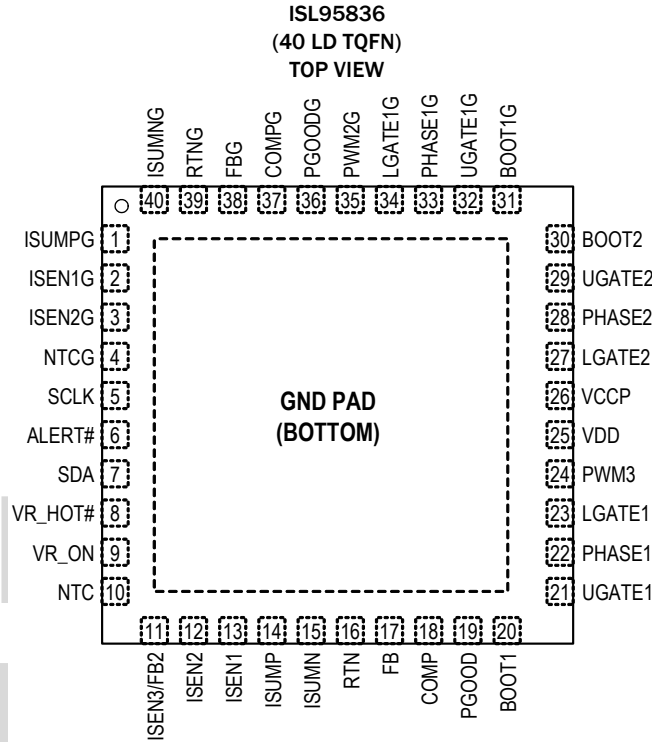 ISL95836
(40 LD TQFN)
TOP VIEW
ISUMNG
RTNG
FBG
COMPG
PGOODG
PWM2G
LGATE1G
PHASE1G
UGATE1G
BOOT1G
40 39 38 37 36 35 34 33 32 31
ISUMPG 1
ISEN1G 2
ISEN2G 3
NTCG 4
SCLK 5
ALERT# 6
SDA 7
VR_HOT# 8
VR_ON 9
NTC 10
GND PAD
(BOTTOM)
30 BOOT2
29 UGATE2
28 PHASE2
27 LGATE2
26 VCCP
25 VDD
24 PWM3
23 LGATE1
22 PHASE1
21 UGATE1
11 12 13 14 15 16 17 18 19 20
ISEN3/FB2
ISEN2
ISEN1
ISUMP
ISUMN
RTN
FB
COMP
PGOOD
BOOT1